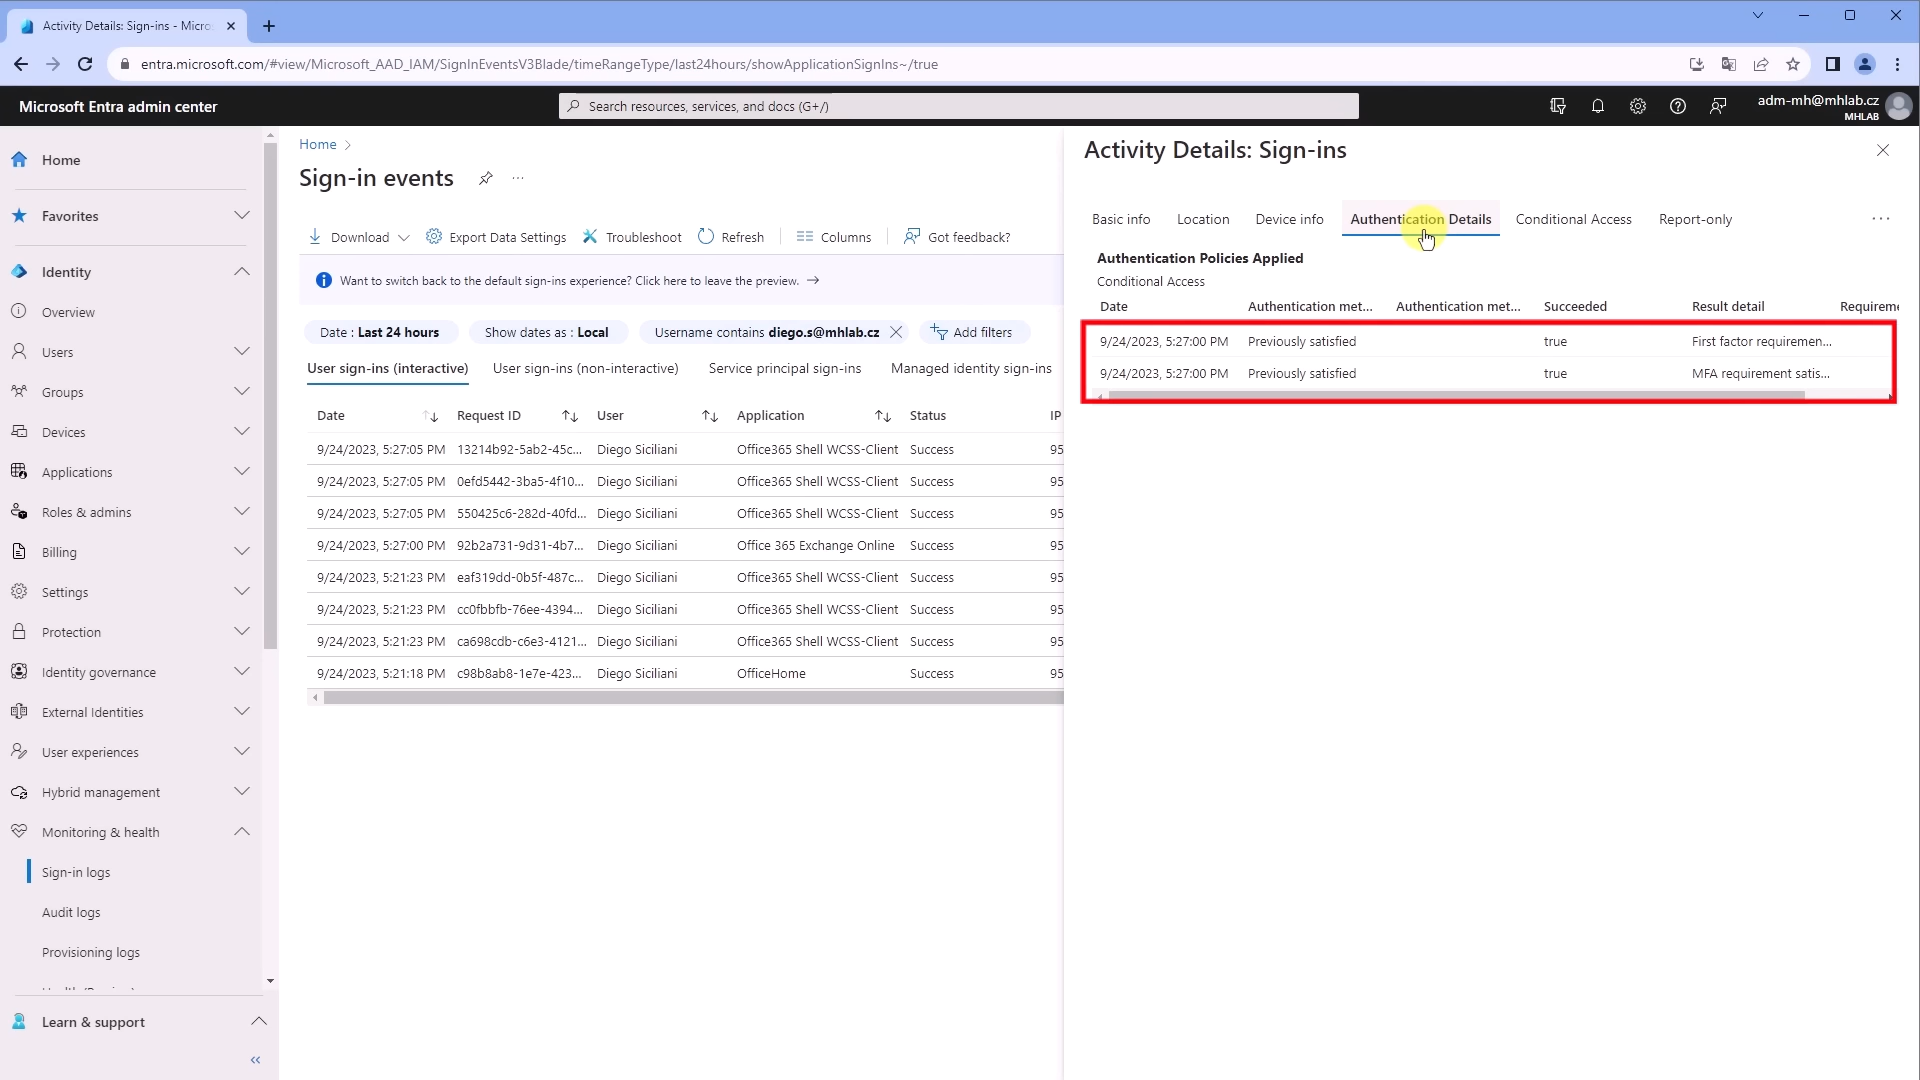 Activity Details: Sign-ins - Micro
entra.microsoft.com/#view/Microsoft_AAD_IAM/SignInEventsV3Blade/timeRangeType/last24hours/showApplicationSignIns~/true
Microsoft Entra admin center
Search resources, services, and docs (G+/)
adm-mh@mhlab.cz
MHLAB
Home
Favorites
Identity
Overview
Users
Groups
Devices
Applications
Roles & admins
Billing
Settings
Protection
Identity governance
External Identities
User experiences
Hybrid management
Monitoring & health
Sign-in logs
Audit logs
Provisioning logs
Learn & support
Home
Sign-in events
Download
Export Data Settings
Troubleshoot
Refresh
Columns
Got feedback?
Want to switch back to the default sign-ins experience? Click here to leave the preview. →
Date : Last 24 hours
Show dates as : Local
Username contains diego.s@mhlab.cz
Add filters
User sign-ins (interactive) User sign-ins (non-interactive) Service principal sign-ins Managed identity sign-ins
Date Request ID User Application Status IP
9/24/2023, 5:27:05 PM 13214b92-5ab2-45c... Diego Siciliani Office365 Shell WCSS-Client Success 95
9/24/2023, 5:27:05 PM 0efd5442-3ba5-4f10... Diego Siciliani Office365 Shell WCSS-Client Success 95
9/24/2023, 5:27:05 PM 550425c6-282d-40fd... Diego Siciliani Office365 Shell WCSS-Client Success 95
9/24/2023, 5:27:00 PM 92b2a731-9d31-4b7... Diego Siciliani Office 365 Exchange Online Success 95
9/24/2023, 5:21:23 PM eaf319dd-0b5f-487c... Diego Siciliani Office365 Shell WCSS-Client Success 95
9/24/2023, 5:21:23 PM cc0fbbfb-76ee-4394... Diego Siciliani Office365 Shell WCSS-Client Success 95
9/24/2023, 5:21:23 PM ca698cdb-c6e3-4121... Diego Siciliani Office365 Shell WCSS-Client Success 95
9/24/2023, 5:21:18 PM c98b8ab8-1e7e-423... Diego Siciliani OfficeHome Success 95
Activity Details: Sign-ins
Basic info Location Device info Authentication Details Conditional Access Report-only
Authentication Policies Applied
Conditional Access
Date Authentication met... Authentication met... Succeeded Result detail Requireme
9/24/2023, 5:27:00 PM Previously satisfied true First factor requiremen...
9/24/2023, 5:27:00 PM Previously satisfied true MFA requirement satis...